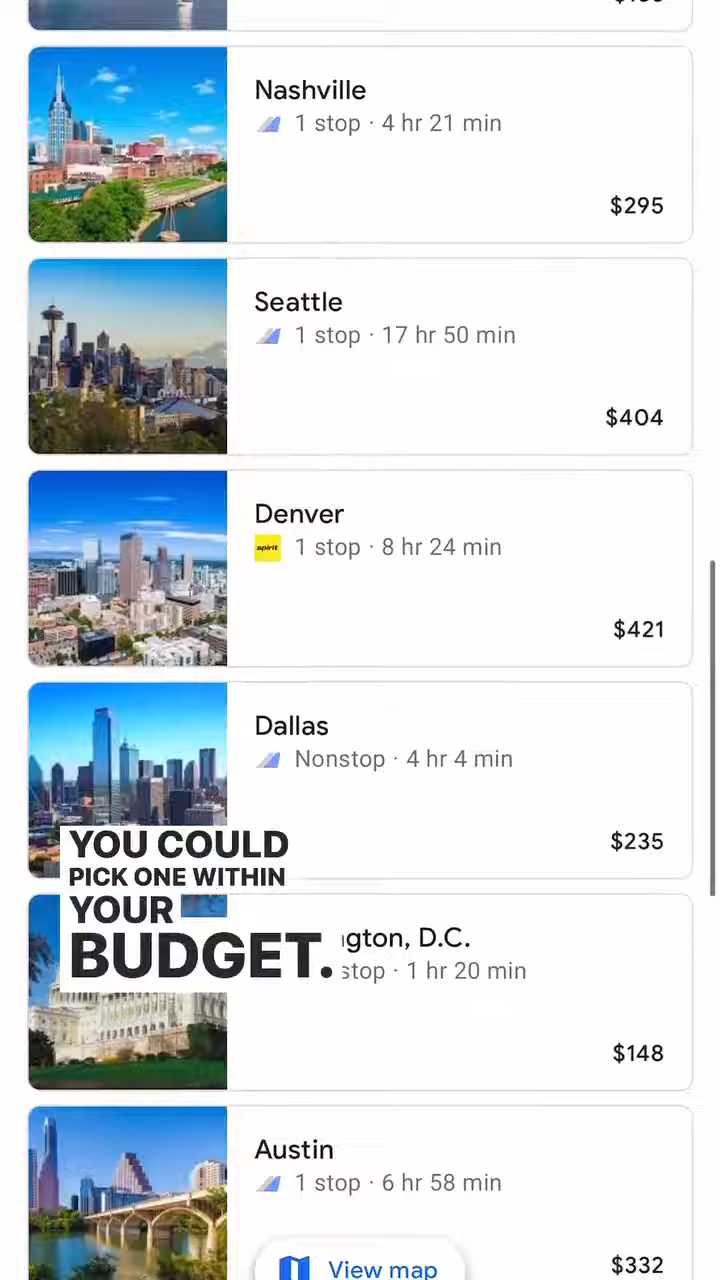 Nashville
1 stop · 4 hr 21 min
$295
Seattle
1 stop · 17 hr 50 min
$404
Denver
spirit 1 stop · 8 hr 24 min
$421
Dallas
Nonstop · 4 hr 4 min
$235
YOU COULD
PICK ONE WITHIN
YOUR
BUDGET.
gton, D.C.
stop · 1 hr 20 min
$148
Austin
1 stop · 6 hr 58 min
$332
View map